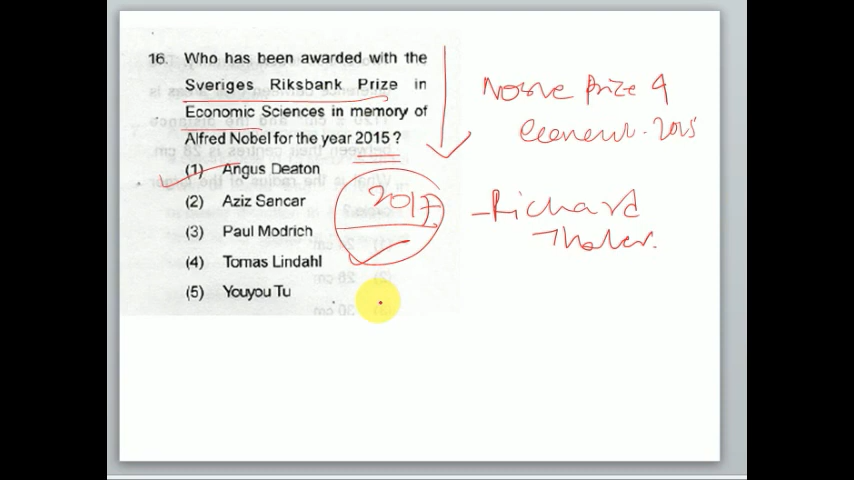 16. Who has been awarded with the
Sveriges Riksbank Prize in
Economic Sciences in memory of
Alfred Nobel for the year 2015 ?
(1) Angus Deaton
(2) Aziz Sancar
(3) Paul Modrich
(4) Tomas Lindahl
(5) Youyou Tu
2017
Prize
2015
- Richard
Thaler.